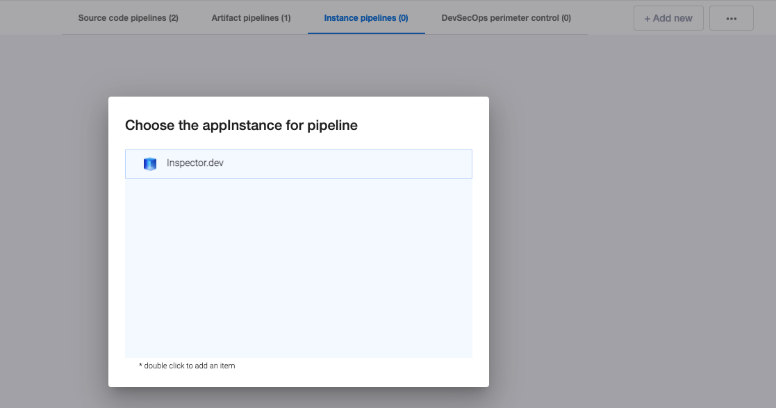 Source code pipelines (2) Artifact pipelines (1) Instance pipelines (0) DevSecOps perimeter control (0) + Add new ...
Choose the appInstance for pipeline
Inspector.dev
* double click to add an item